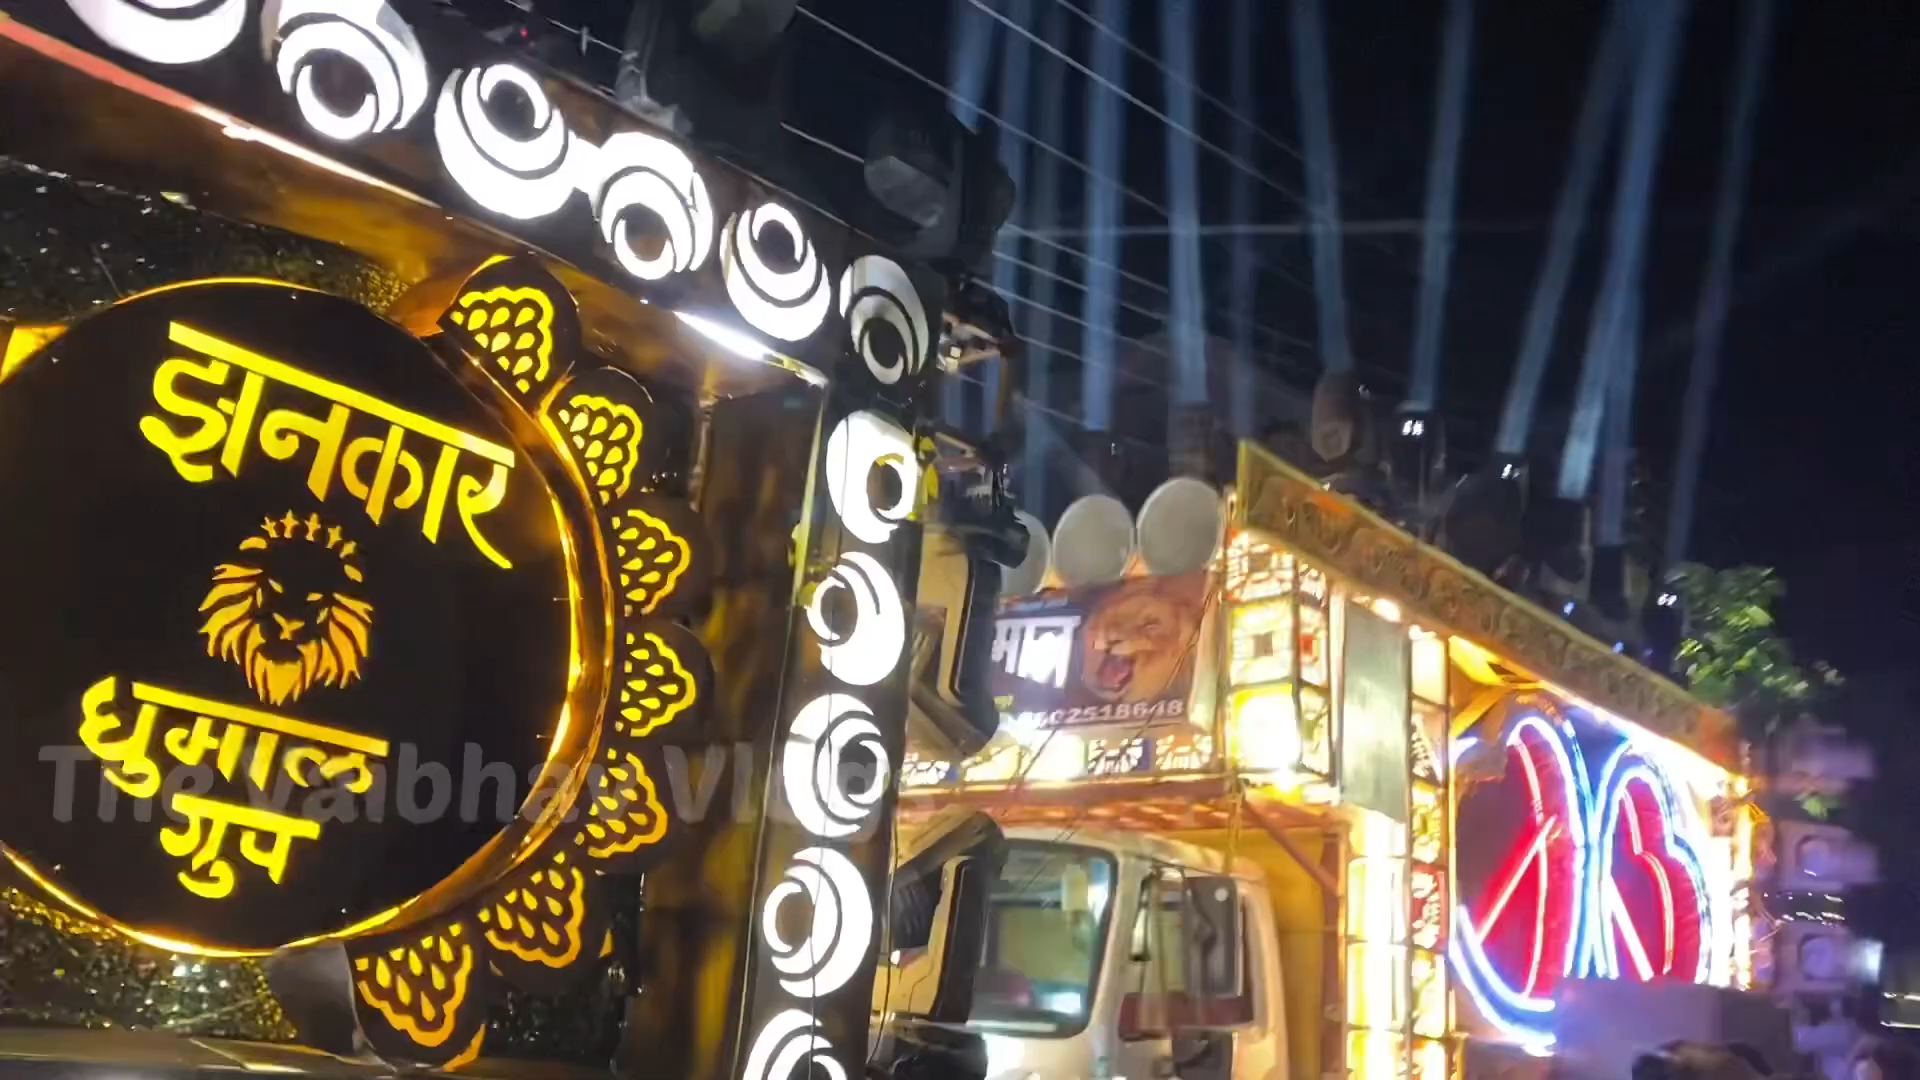 झनकार
धुमाल
ग्रुप
माल
02518648
The Vaibhav Vlogs